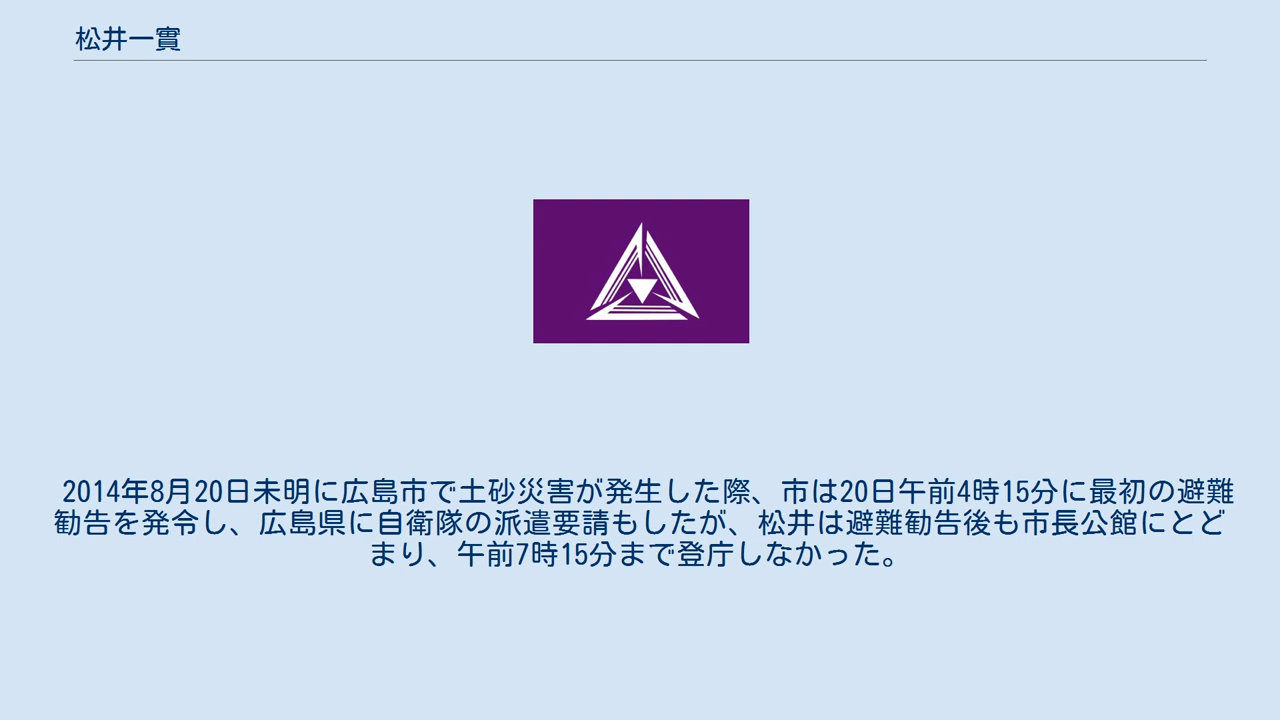 松井一實
2014年8月20日未明に広島市で土砂災害が発生した際、市は20日午前4時15分に最初の避難
勧告を発令し、広島県に自衛隊の派遣要請もしたが、松井は避難勧告後も市長公館にとど
まり、午前7時15分まで登庁しなかった。